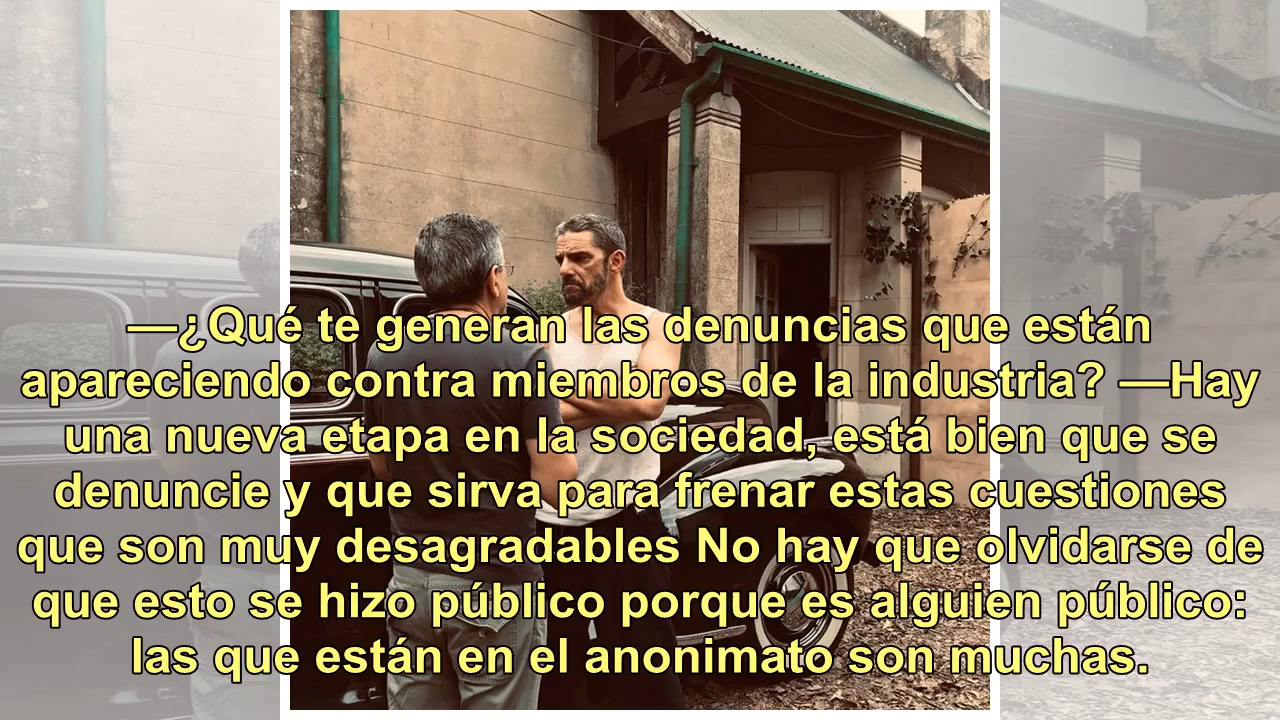 —¿Qué te generan las denuncias que están
apareciendo contra miembros de la industria? —Hay
una nueva etapa en la sociedad, está bien que se
denuncie y que sirva para frenar estas cuestiones
que son muy desagradables No hay que olvidarse de
que esto se hizo público porque es alguien público:
las que están en el anonimato son muchas.